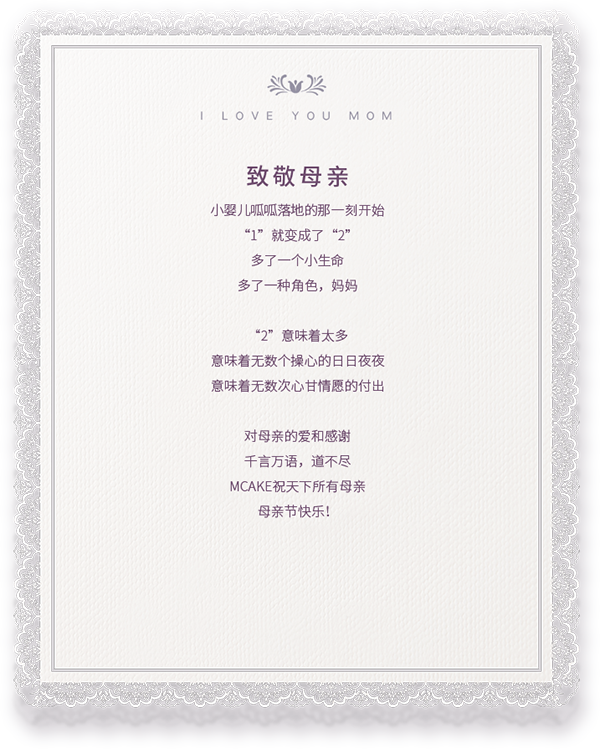 I LOVE YOU MOM
致敬母亲
小婴儿呱呱落地的那一刻开始
“1”就变成了“2”
多了一个小生命
多了一种角色，妈妈
“2”意味着太多
意味着无数个操心的日日夜夜
意味着无数次心甘情愿的付出
对母亲的爱和感谢
千言万语，道不尽
MCAKE祝天下所有母亲
母亲节快乐！